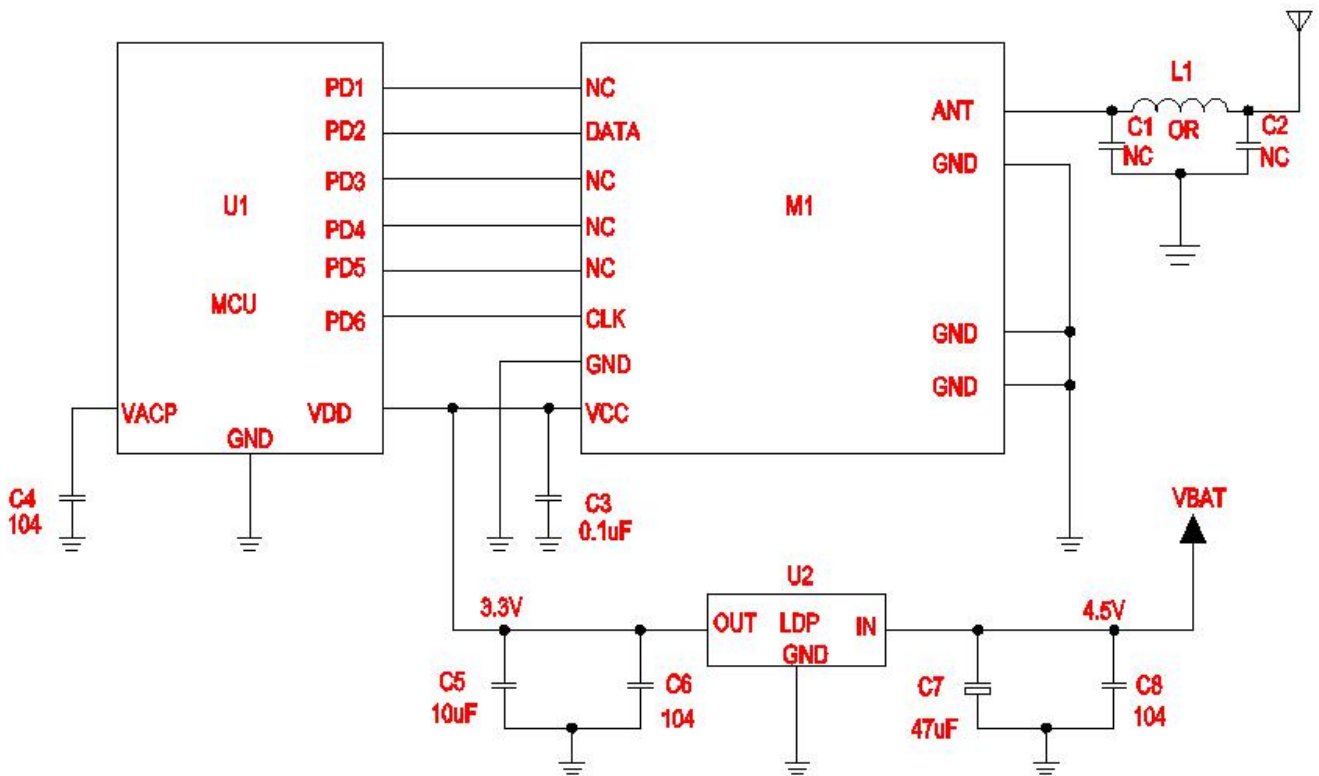 PD1
PD2
PD3
PD4
PD5
PD6
U1
MCU
VACP
VDD
GND
C4
104
NC
DATA
NC
NC
NC
CLK
GND
VCC
M1
ANT
GND
GND
GND
L1
OR
C1
NC
C2
NC
C3
0.1uF
VBAT
U2
3.3V
4.5V
OUT
LDP
IN
GND
C5
10uF
C6
104
C7
47uF
C8
104